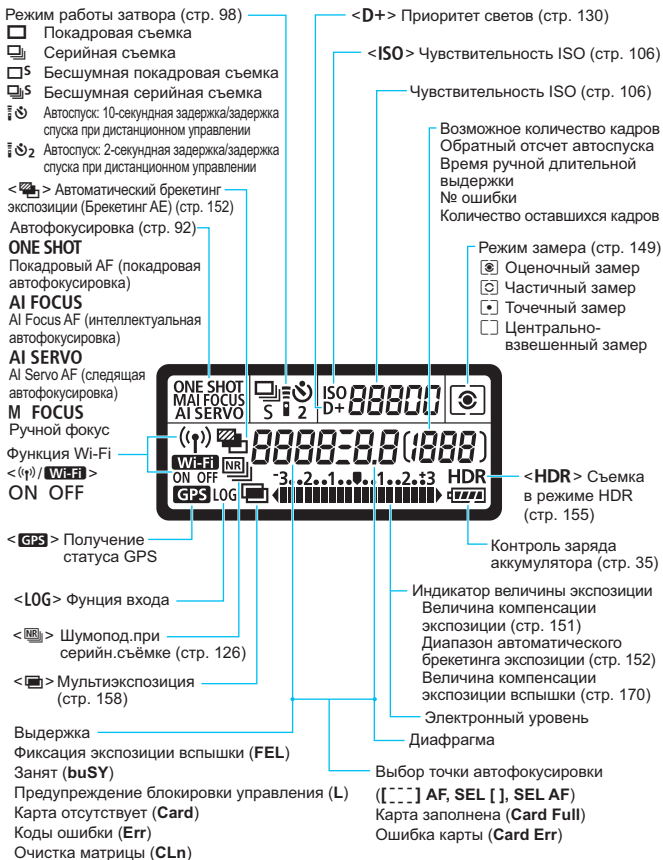 Режим работы затвора (стр. 98)
Покадровая съемка
Серийная съемка
S Бесшумная покадровая съемка
S Бесшумная серийная съемка
Автоспуск: 10-секундная задержка/задержка
спуска при дистанционном управлении
2 Автоспуск: 2-секундная задержка/задержка
спуска при дистанционном управлении
< > Автоматический брекетинг
экспозиции (Брекетинг AE) (стр. 152)
Автофокусировка (стр. 92)
ONE SHOT
Покадровый AF (покадровая
автофокусировка)
AI FOCUS
AI Focus AF (интеллектуальная
автофокусировка)
AI SERVO
AI Servo AF (следящая
автофокусировка)
M FOCUS
Ручной фокус
Функция Wi-Fi
< / Wi-Fi >
ON OFF
<GPS> Получение
статуса GPS
<LOG> Фунция входа
<NR> Шумопод.при
серийн.съёмке (стр. 126)
< > Мультиэкспозиция
(стр. 158)
Выдержка
Фиксация экспозиции вспышки (FEL)
Занят (buSY)
Предупреждение блокировки управления (L)
Карта отсутствует (Card)
Коды ошибки (Err)
Очистка матрицы (CLn)
<D+> Приоритет светов (стр. 130)
<ISO> Чувствительность ISO (стр. 106)
Чувствительность ISO (стр. 106)
Возможное количество кадров
Обратный отсчет автоспуска
Время ручной длительной
выдержки
№ ошибки
Количество оставшихся кадров
Режим замера (стр. 149)
Оценочный замер
Частичный замер
Точечный замер
Центрально-
взвешенный замер
ONE SHOT
MAI FOCUS
AI SERVO
S 2
ISO
D+
88800
Wi-Fi
ON OFF
GPS
LOG
NR
8888 8.8 (1888)
-3..2..1..0..1..2.+3
HDR
<HDR> Съемка
в режиме HDR
(стр. 155)
Контроль заряда
аккумулятора (стр. 35)
Индикатор величины экспозиции
Величина компенсации
экспозиции (стр. 151)
Диапазон автоматического
брекетинга экспозиции (стр. 152)
Величина компенсации
экспозиции вспышки (стр. 170)
Электронный уровень
Диафрагма
Выбор точки автофокусировки
([---] AF, SEL [ ], SEL AF)
Карта заполнена (Card Full)
Ошибка карты (Card Err)